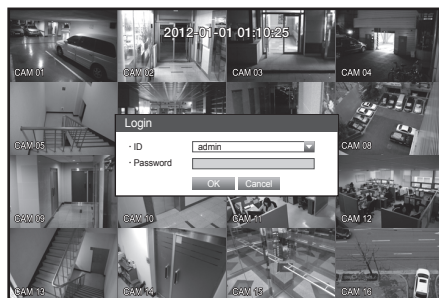 2012-01-01 01:10:25
CAM 01
CAM 02
CAM 03
CAM 04
CAM 05
CAM 08
Login
· ID
admin
· Password
OK
Cancel
CAM 09
CAM 10
CAM 11
CAM 12
CAM 13
CAM 14
CAM 15
CAM 16